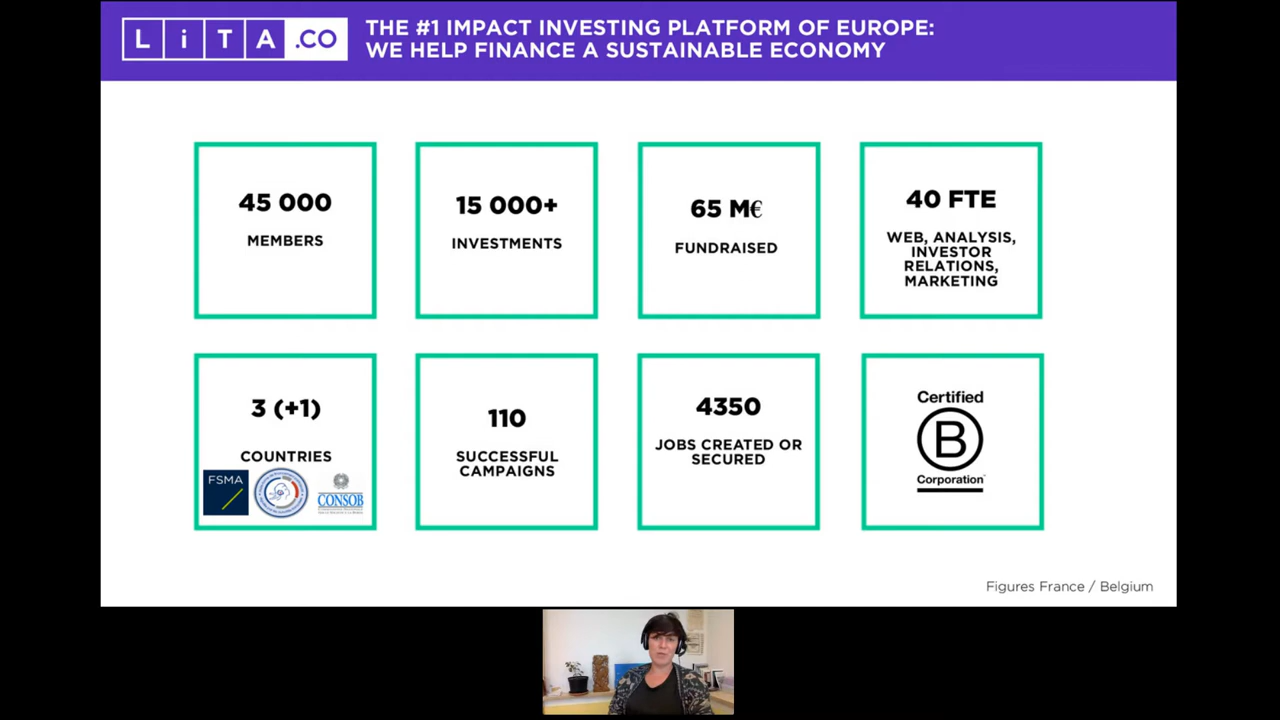 LiTA.CO
THE #1 IMPACT INVESTING PLATFORM OF EUROPE:
WE HELP FINANCE A SUSTAINABLE ECONOMY
45 000
MEMBERS
15 000+
INVESTMENTS
65 M€
FUNDRAISED
40 FTE
WEB, ANALYSIS,
INVESTOR
RELATIONS,
MARKETING
3 (+1)
COUNTRIES
FSMA
CONSOB
110
SUCCESSFUL
CAMPAIGNS
4350
JOBS CREATED OR
SECURED
Certified
B
Corporation
Figures France / Belgium